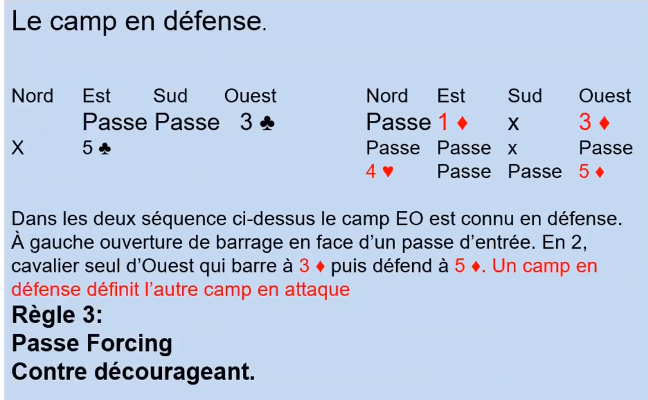 Le camp en défense.
Nord Est Sud Ouest Nord Est Sud Ouest
Passe Passe 3 ♣ Passe 1 ♦ x 3 ♦
X 5 ♣ Passe Passe x Passe
4 ♥ Passe Passe 5 ♦
Dans les deux séquence ci-dessus le camp EO est connu en défense.
À gauche ouverture de barrage en face d'un passe d'entrée. En 2,
cavalier seul d'Ouest qui barre à 3 ♦ puis défend à 5 ♦. Un camp en
défense définit l'autre camp en attaque
Règle 3:
Passe Forcing
Contre décourageant.